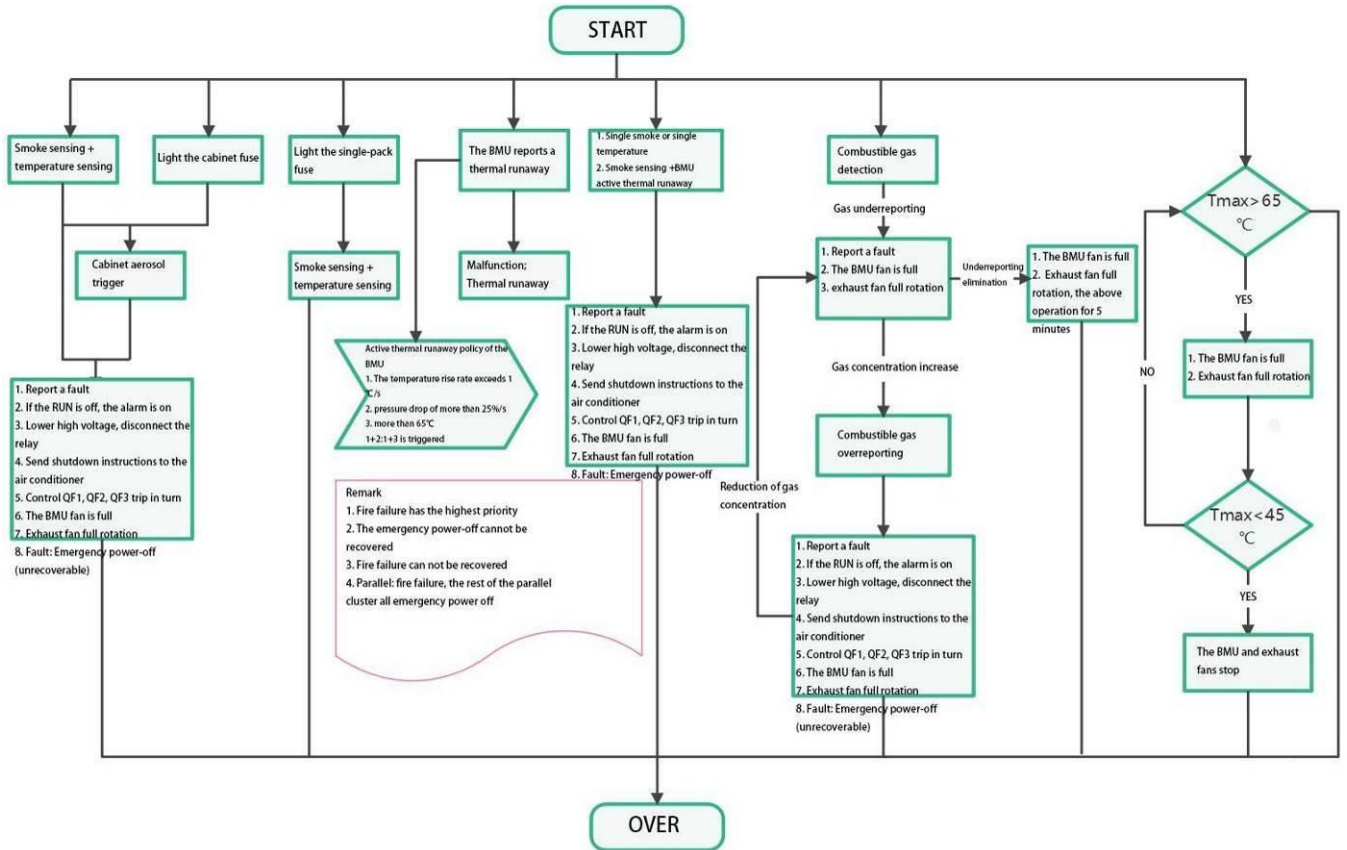 START
Smoke sensing +
temperature sensing
Light the cabinet fuse
Light the single-pack
fuse
The BMU reports a
thermal runaway
1. Single smoke or single
temperature
2. Smoke sensing +BMU
active thermal runaway
Combustible gas
detection
Tmax>65
℃
Gas underreporting
Cabinet aerosol
trigger
Smoke sensing +
temperature sensing
Malfunction;
Thermal runaway
1. Report a fault
2. The BMU fan is full
3. exhaust fan full rotation
Underreporting
elimination
1. The BMU fan is full
2. Exhaust fan full
rotation, the above
operation for 5
minutes
YES
1. Report a fault
2. If the RUN is off, the alarm is on
3. Lower high voltage, disconnect the
relay
4. Send shutdown instructions to the
air conditioner
5. Control QF1, QF2, QF3 trip in turn
6. The BMU fan is full
7. Exhaust fan full rotation
8. Fault: Emergency power-off
(unrecoverable)
Active thermal runaway policy of the
BMU
1. The temperature rise rate exceeds 1
℃/s
2. pressure drop of more than 25%/s
3. more than 65℃
1+2:1+3 is triggered
1. Report a fault
2. If the RUN is off, the alarm is on
3. Lower high voltage, disconnect the
relay
4. Send shutdown instructions to the
air conditioner
5. Control QF1, QF2, QF3 trip in turn
6. The BMU fan is full
7. Exhaust fan full rotation
8. Fault: Emergency power-off
Gas concentration increase
NO
1. The BMU fan is full
2. Exhaust fan full rotation
Combustible gas
overreporting
Reduction of gas
concentration
Remark
1. Fire failure has the highest priority
2. The emergency power-off cannot be
recovered
3. Fire failure can not be recovered
4. Parallel: fire failure, the rest of the parallel
cluster all emergency power off
Tmax<45
℃
1. Report a fault
2. If the RUN is off, the alarm is on
3. Lower high voltage, disconnect the
relay
4. Send shutdown instructions to the
air conditioner
5. Control QF1, QF2, QF3 trip in turn
6. The BMU fan is full
7. Exhaust fan full rotation
8. Fault: Emergency power-off
(unrecoverable)
YES
The BMU and exhaust
fans stop
OVER